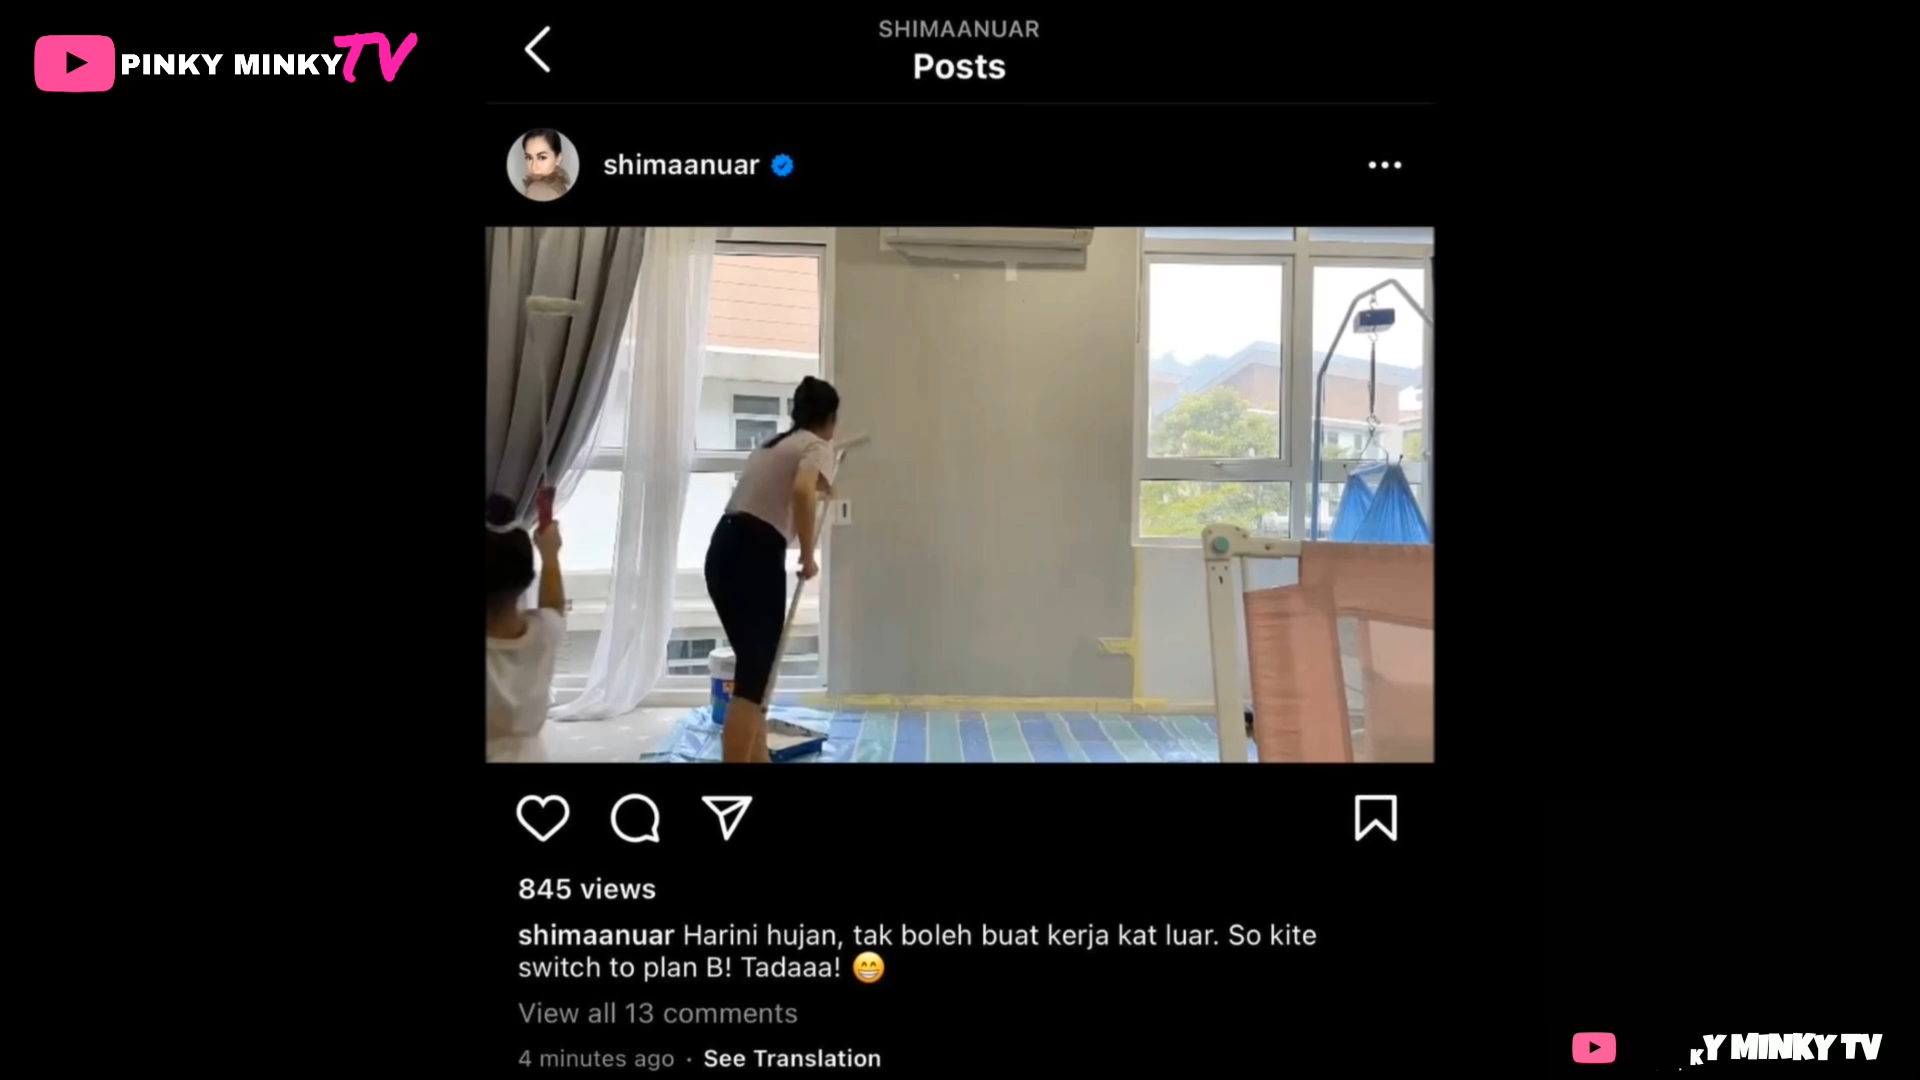 PINKY MINKY TV
SHIMAANUAR
Posts
shimaanuar
845 views
shimaanuar Harini hujan, tak boleh buat kerja kat luar. So kite
switch to plan B! Tadaaa! 😁
View all 13 comments
4 minutes ago · See Translation
KY MINKY TV